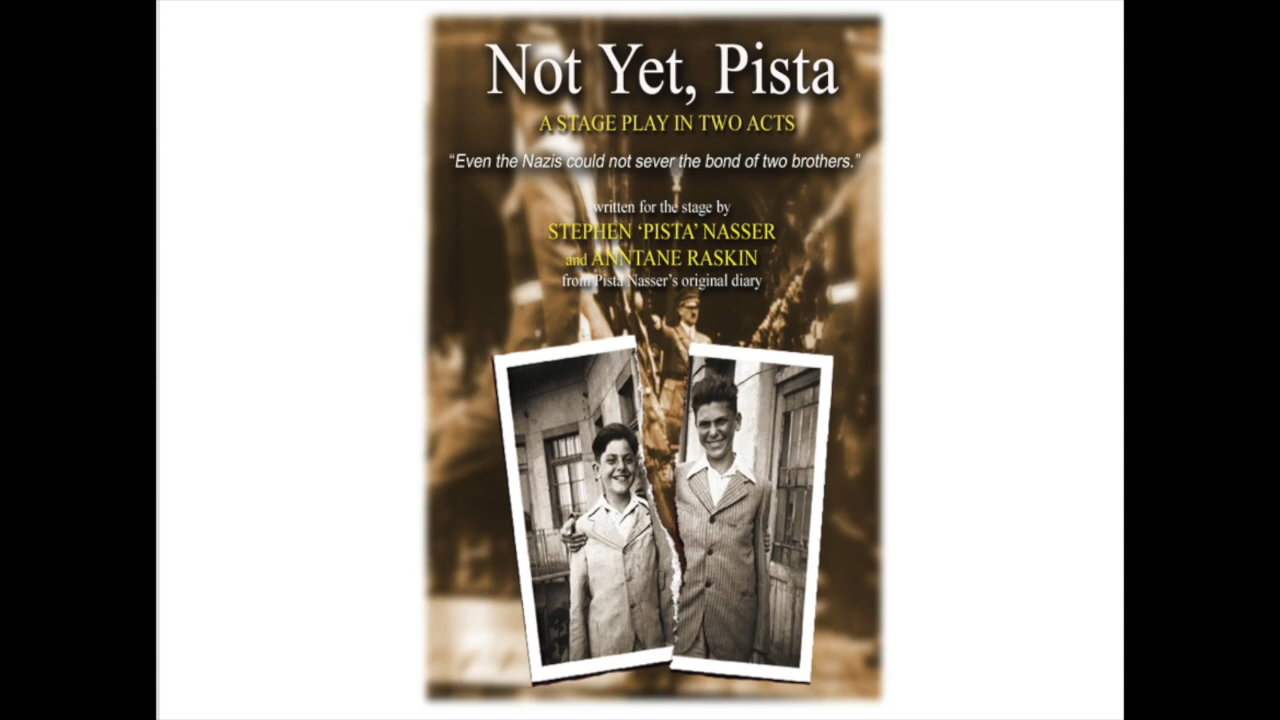 Not Yet, Pista
A STAGE PLAY IN TWO ACTS
“Even the Nazis could not sever the bond of two brothers.”
written for the stage by
STEPHEN ‘PISTA’ NASSER
and ANNTANE RASKIN
from Pista Nasser’s original diary